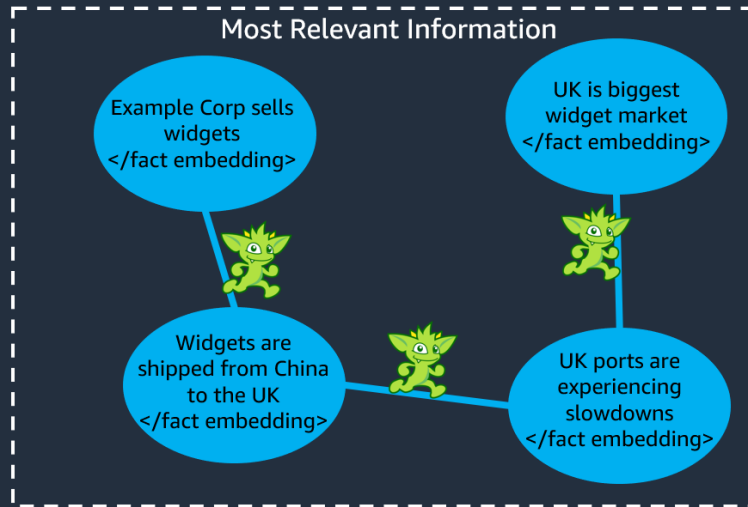 Most Relevant Information
Example Corp sells
widgets
</fact embedding>
UK is biggest
widget market
</fact embedding>
Widgets are
shipped from China
to the UK
</fact embedding>
UK ports are
experiencing
slowdowns
</fact embedding>